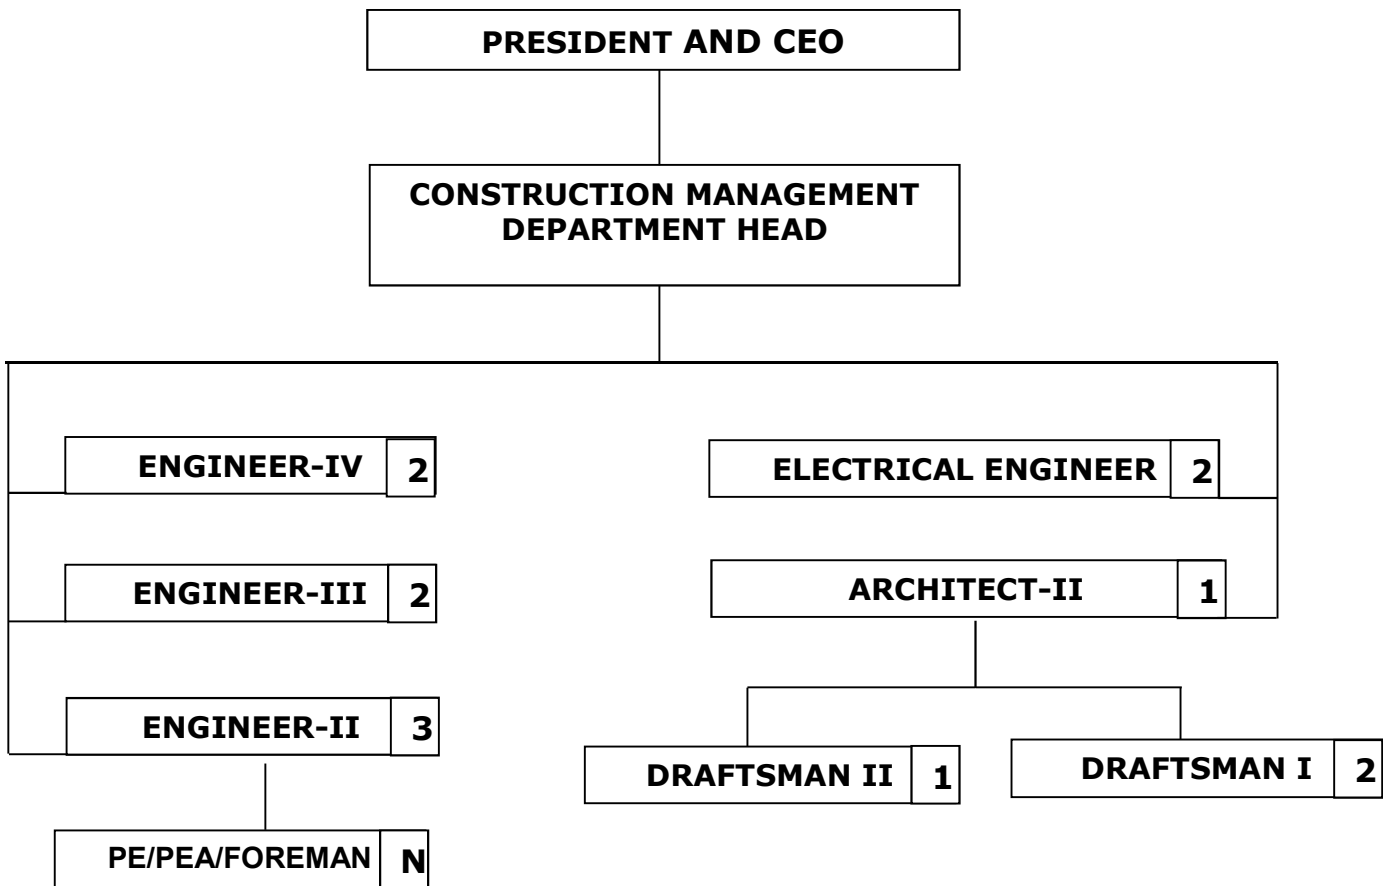 PRESIDENT AND CEO
CONSTRUCTION MANAGEMENT
DEPARTMENT HEAD
ENGINEER-IV 2
ELECTRICAL ENGINEER 2
ENGINEER-III 2
ARCHITECT-II 1
ENGINEER-II 3
DRAFTSMAN II 1
DRAFTSMAN I 2
PE/PEA/FOREMAN N